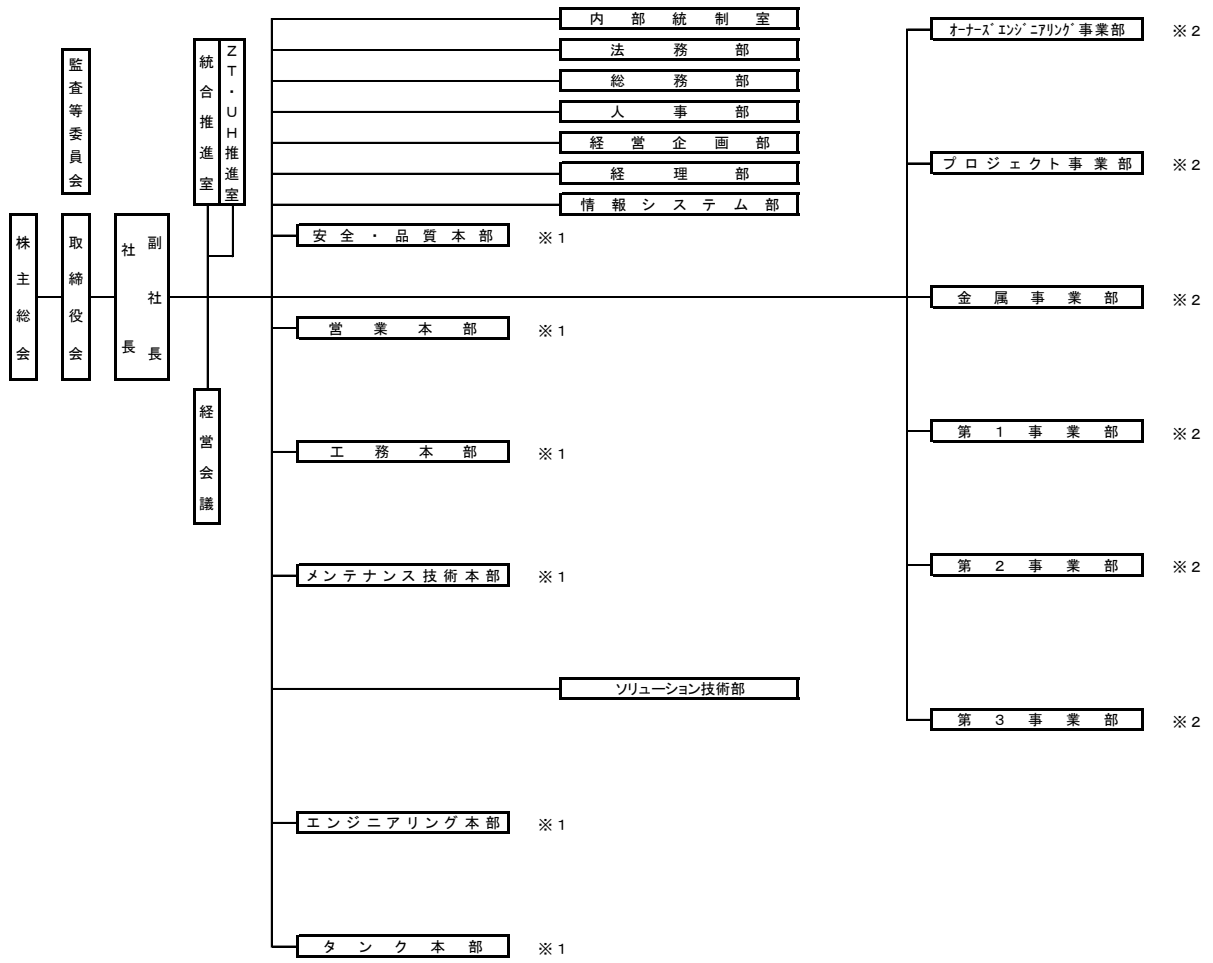 株主総会
取締役会
監査等委員会
社長
副社長
統合推進室
ZT・UH推進室
経営会議
内部統制室
法務部
総務部
人事部
経営企画部
経理部
情報システム部
安全・品質本部 ※1
営業本部 ※1
工務本部 ※1
メンテナンス技術本部 ※1
ソリューション技術部
エンジニアリング本部 ※1
タンク本部 ※1
オーナーズエンジニアリング事業部 ※2
プロジェクト事業部 ※2
金属事業部 ※2
第1事業部 ※2
第2事業部 ※2
第3事業部 ※2